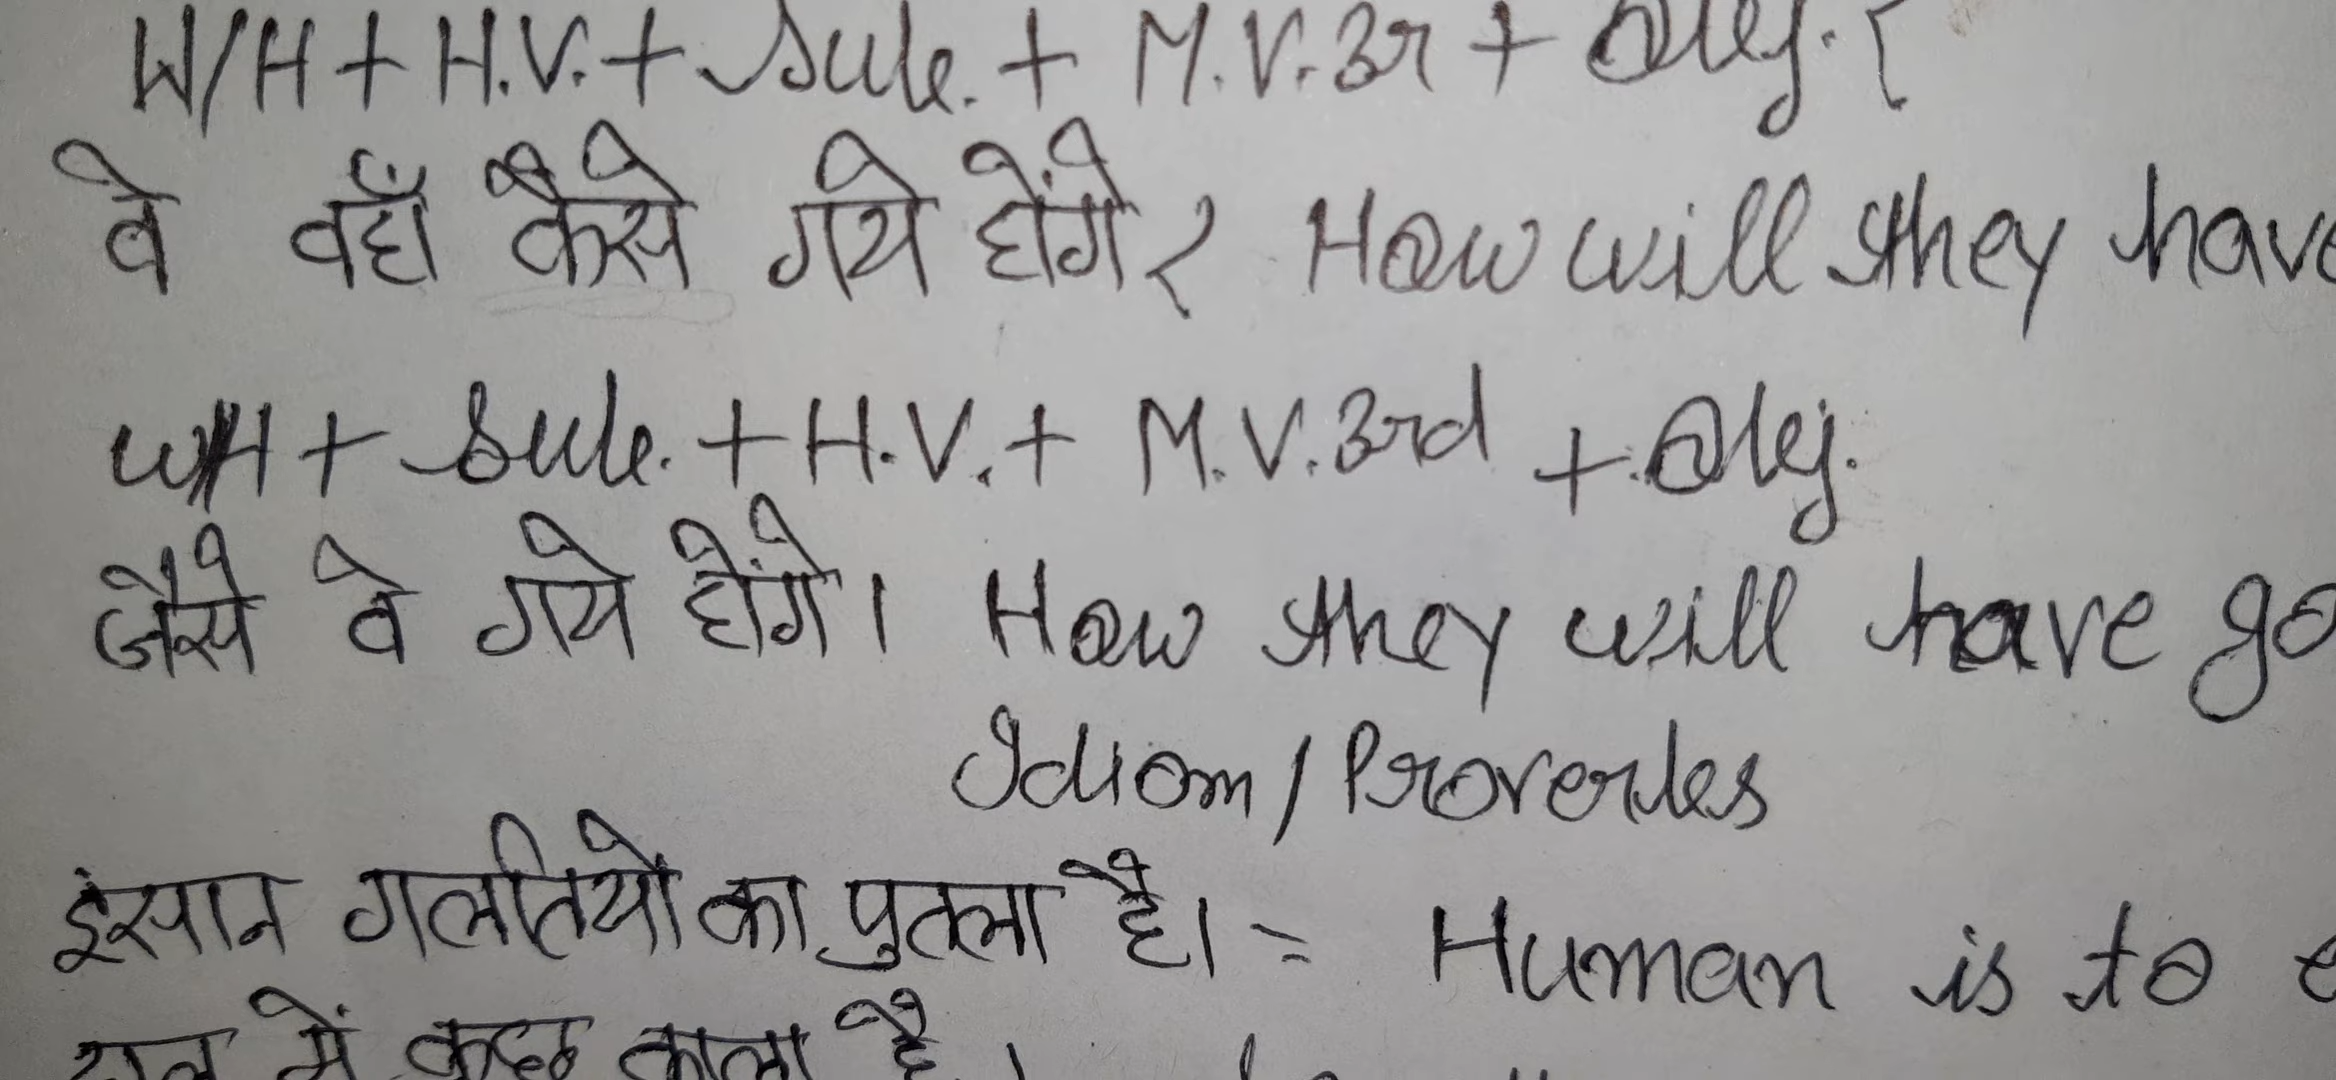 W/H + H.V. + Sub. + M.V.3r + Obj. ?
वे वहाँ कैसे गये होंगे ? How will they have
WH + Sub. + H.V. + M.V.3rd + Obj.
जैसे वे गये होंगे। How they will have go
Idiom / Proverbs
इंसान गलतियो का पुतला है। = Human is to e
में कुछ काला है।